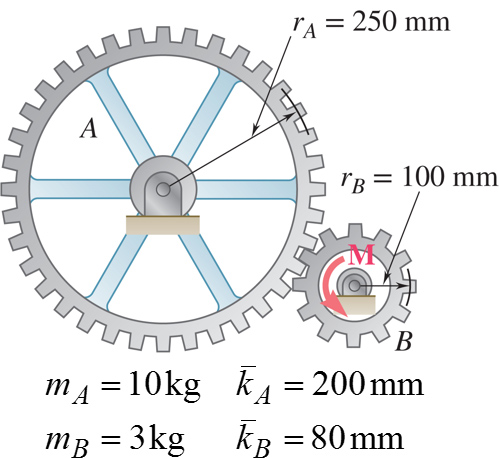 r_A = 250 mm
A
r_B = 100 mm
M
B
m_A = 10 kg k̄_A = 200 mm
m_B = 3 kg k̄_B = 80 mm